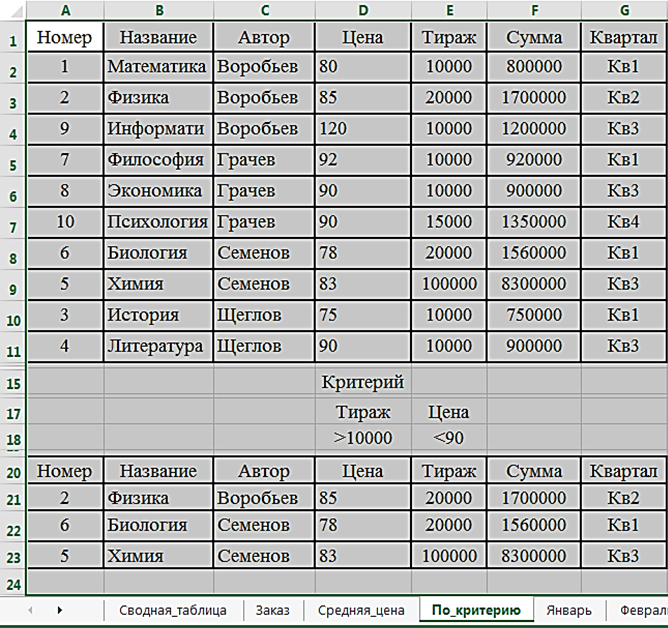 A B C D E F G
1 Номер Название Автор Цена Тираж Сумма Квартал
2 1 Математика Воробьев 80 10000 800000 Кв1
3 2 Физика Воробьев 85 20000 1700000 Кв2
4 9 Информати Воробьев 120 10000 1200000 Кв3
5 7 Философия Грачев 92 10000 920000 Кв1
6 8 Экономика Грачев 90 10000 900000 Кв3
7 10 Психология Грачев 90 15000 1350000 Кв4
8 6 Биология Семенов 78 20000 1560000 Кв1
9 5 Химия Семенов 83 100000 8300000 Кв3
10 3 История Щеглов 75 10000 750000 Кв1
11 4 Литература Щеглов 90 10000 900000 Кв3
15 Критерий
17 Тираж Цена
18 >10000 <90
20 Номер Название Автор Цена Тираж Сумма Квартал
21 2 Физика Воробьев 85 20000 1700000 Кв2
22 6 Биология Семенов 78 20000 1560000 Кв1
23 5 Химия Семенов 83 100000 8300000 Кв3
24
Сводная_таблица Заказ Средняя_цена По_критерию Январь Феврал